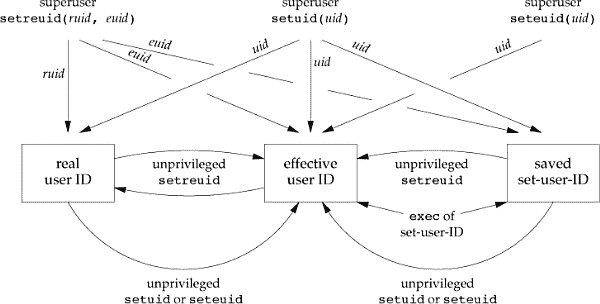 superuser
setreuid(ruid, euid)
superuser
setuid(uid)
superuser
seteuid(uid)
ruid
euid
euid
uid
uid
uid
uid
real
user ID
unprivileged
setreuid
effective
user ID
unprivileged
setreuid
saved
set-user-ID
exec of
set-user-ID
unprivileged
setuid or seteuid
unprivileged
setuid or seteuid